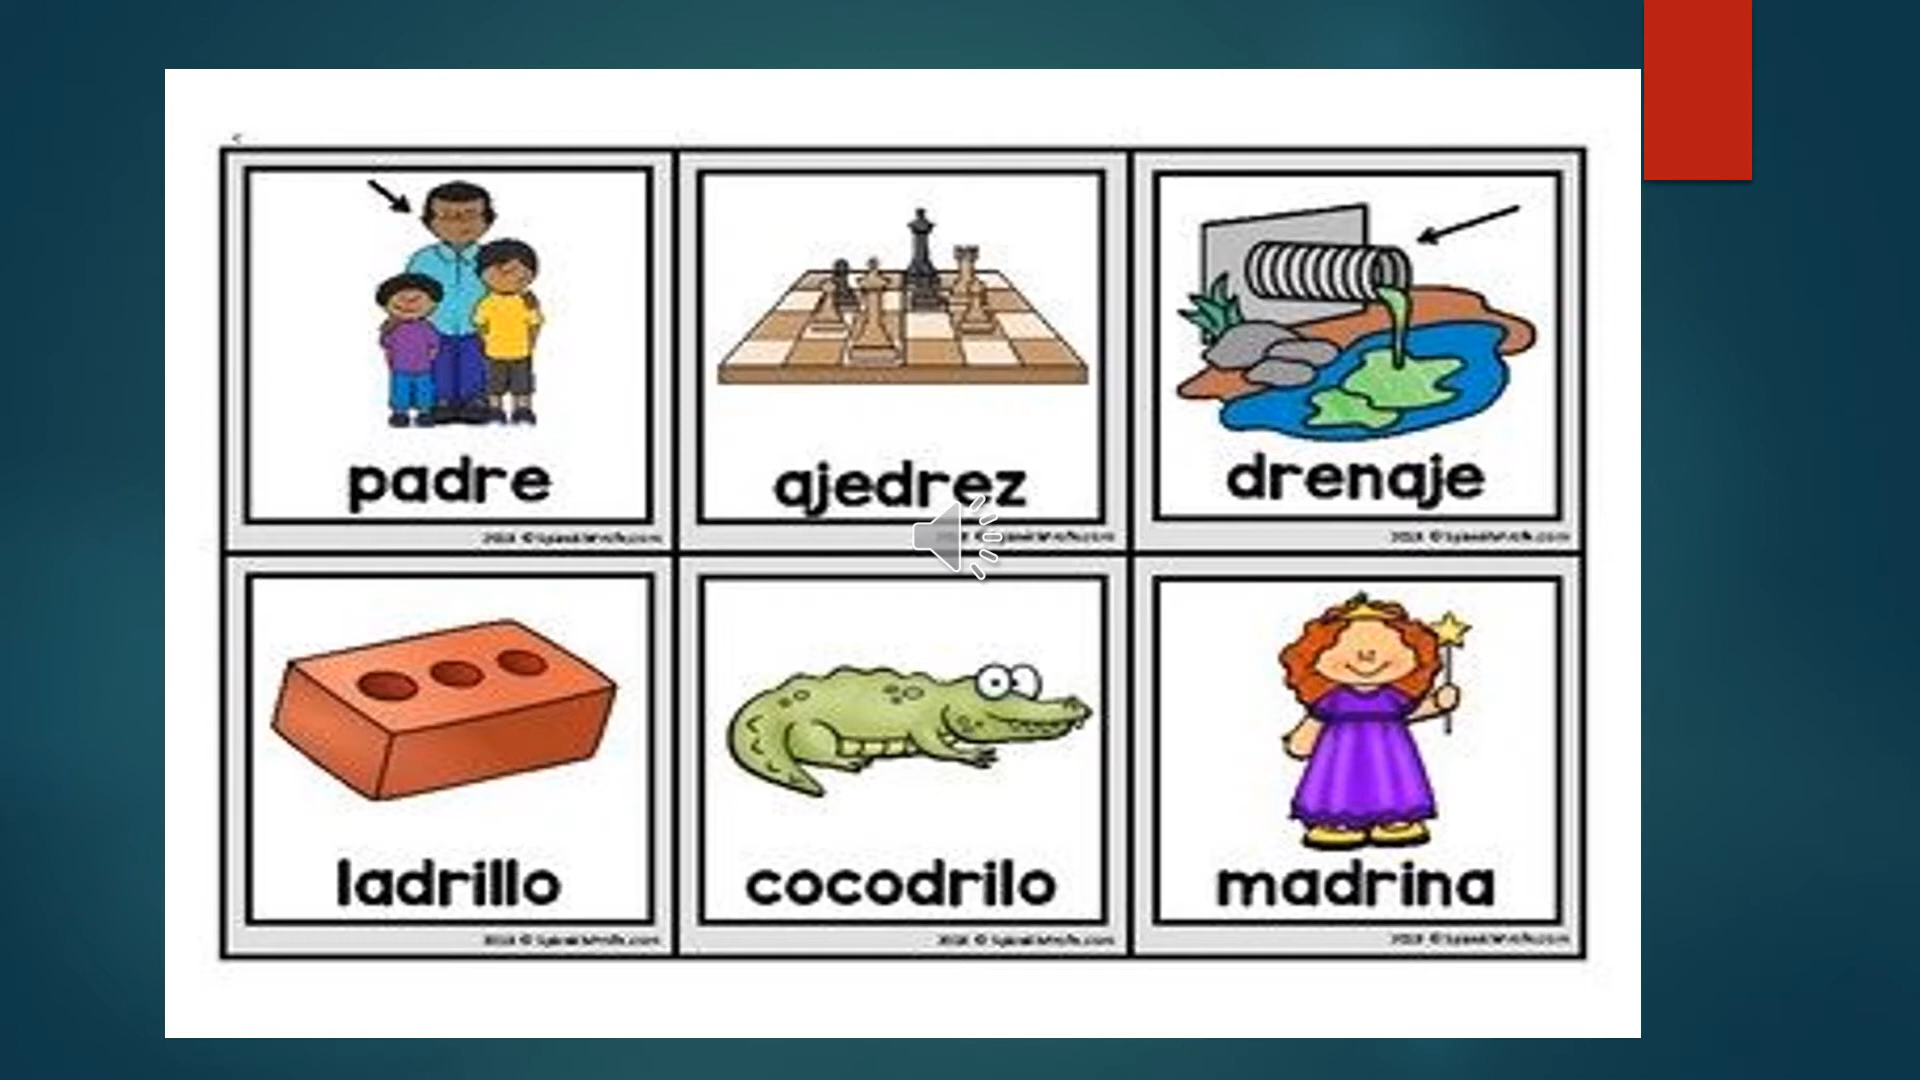 padre
ajedrez
drenaje
ladrillo
cocodrilo
madrina